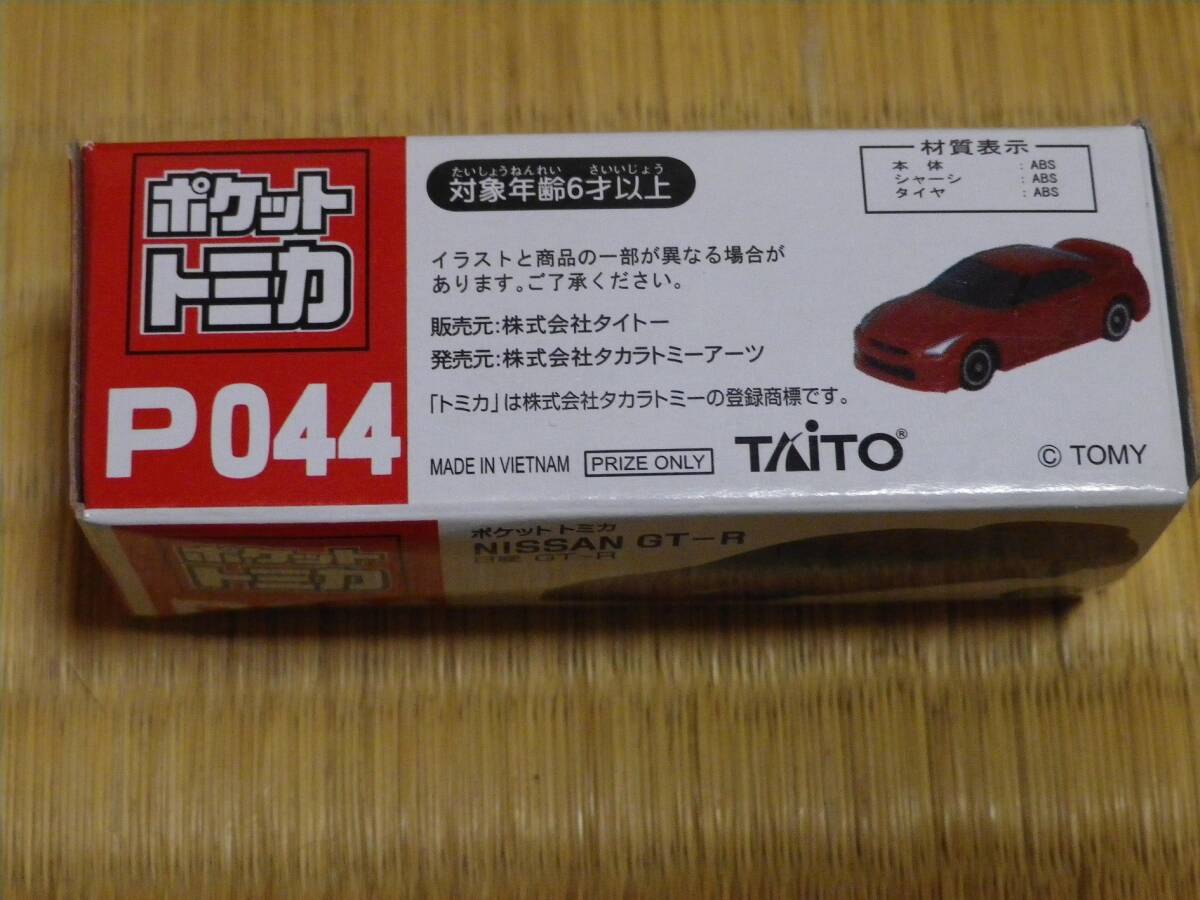 ポケット
トミカ
P044
たいしょうねんれい さいいじょう
対象年齢6才以上
イラストと商品の一部が異なる場合が
あります。ご了承ください。
販売元:株式会社タイトー
発売元:株式会社タカラトミーアーツ
「トミカ」は株式会社タカラトミーの登録商標です。
MADE IN VIETNAM PRIZE ONLY TAiTO®
材質表示
本体 : ABS
シャーシ : ABS
タイヤ : ABS
© TOMY
ポケット
トミカ
ポケットトミカ
NISSAN GT-R
日産 GT-R